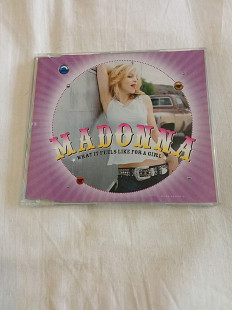 MADONNA
WHAT IT FEELS LIKE FOR A GIRL